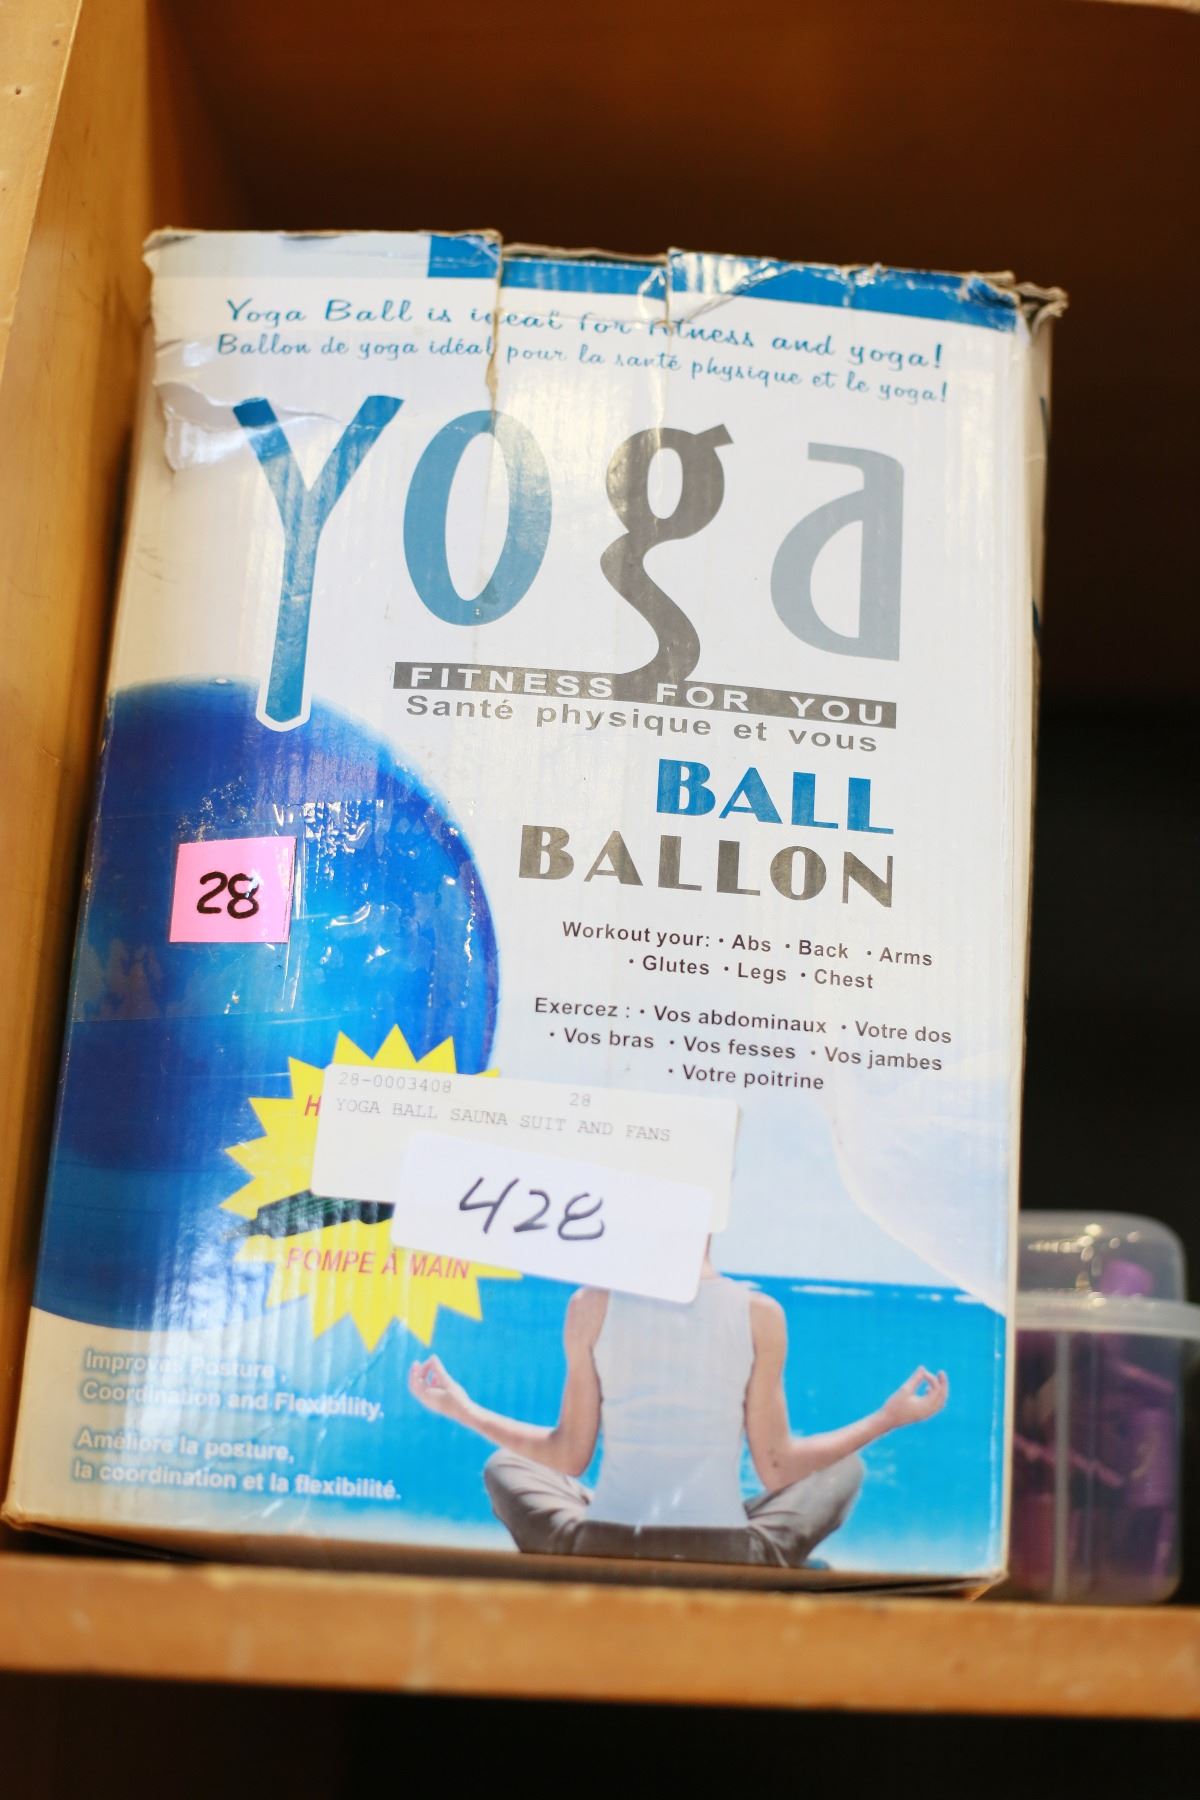 Yoga Ball is ideal for fitness and yoga!
Ballon de yoga idéal pour la santé physique et le yoga!
Yoga
FITNESS FOR YOU
Santé physique et vous
BALL
BALLON
28
Workout your: • Abs • Back • Arms
• Glutes • Legs • Chest
Exercez : • Vos abdominaux • Votre dos
• Vos bras • Vos fesses • Vos jambes
• Votre poitrine
28-0003408 28
YOGA BALL SAUNA SUIT AND FANS
428
POMPE À MAIN
Improves Posture,
Coordination and Flexibility.
Améliore la posture,
la coordination et la flexibilité.